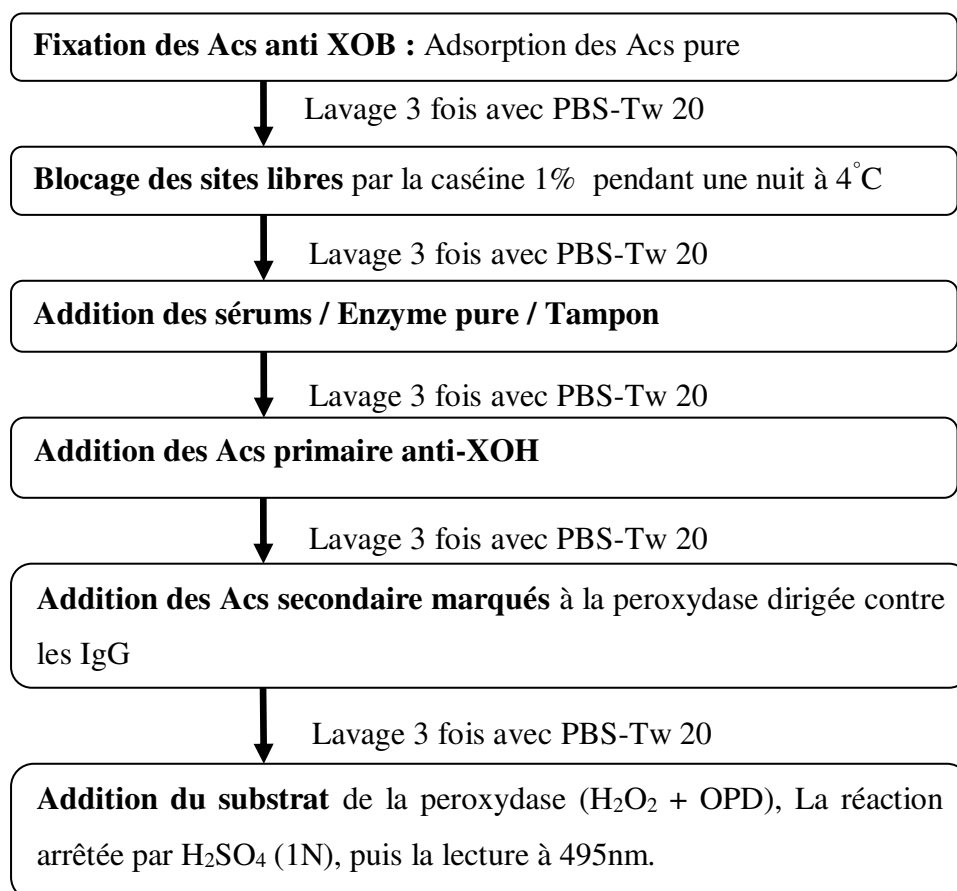 Fixation des Acs anti XOB : Adsorption des Acs pure
Lavage 3 fois avec PBS-Tw 20
Blocage des sites libres par la caséine 1% pendant une nuit à 4°C
Lavage 3 fois avec PBS-Tw 20
Addition des sérums / Enzyme pure / Tampon
Lavage 3 fois avec PBS-Tw 20
Addition des Acs primaire anti-XOH
Lavage 3 fois avec PBS-Tw 20
Addition des Acs secondaire marqués à la peroxydase dirigée contre
les IgG
Lavage 3 fois avec PBS-Tw 20
Addition du substrat de la peroxydase (H₂O₂ + OPD), La réaction
arrêtée par H₂SO₄ (1N), puis la lecture à 495nm.